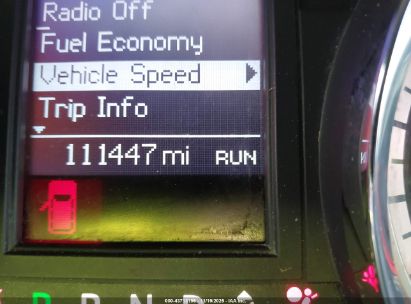 Radio Off
Fuel Economy
Vehicle Speed
Trip Info
111447 mi RUN
P R N D